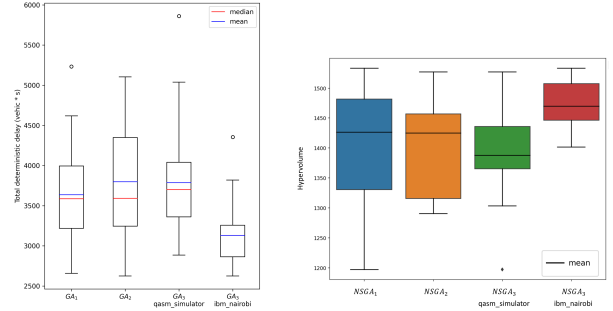 6000
5500
5000
4500
4000
3500
3000
2500
Total deterministic delay (vehic * s)
median
mean
GA₁
GA₂
GA₃
GA₃
qasm_simulator
ibm_nairobi
1500
1450
1400
1350
1300
1250
1200
Hypervolume
mean
NSGA₁
NSGA₂
NSGA₃
NSGA₃
qasm_simulator
ibm_nairobi